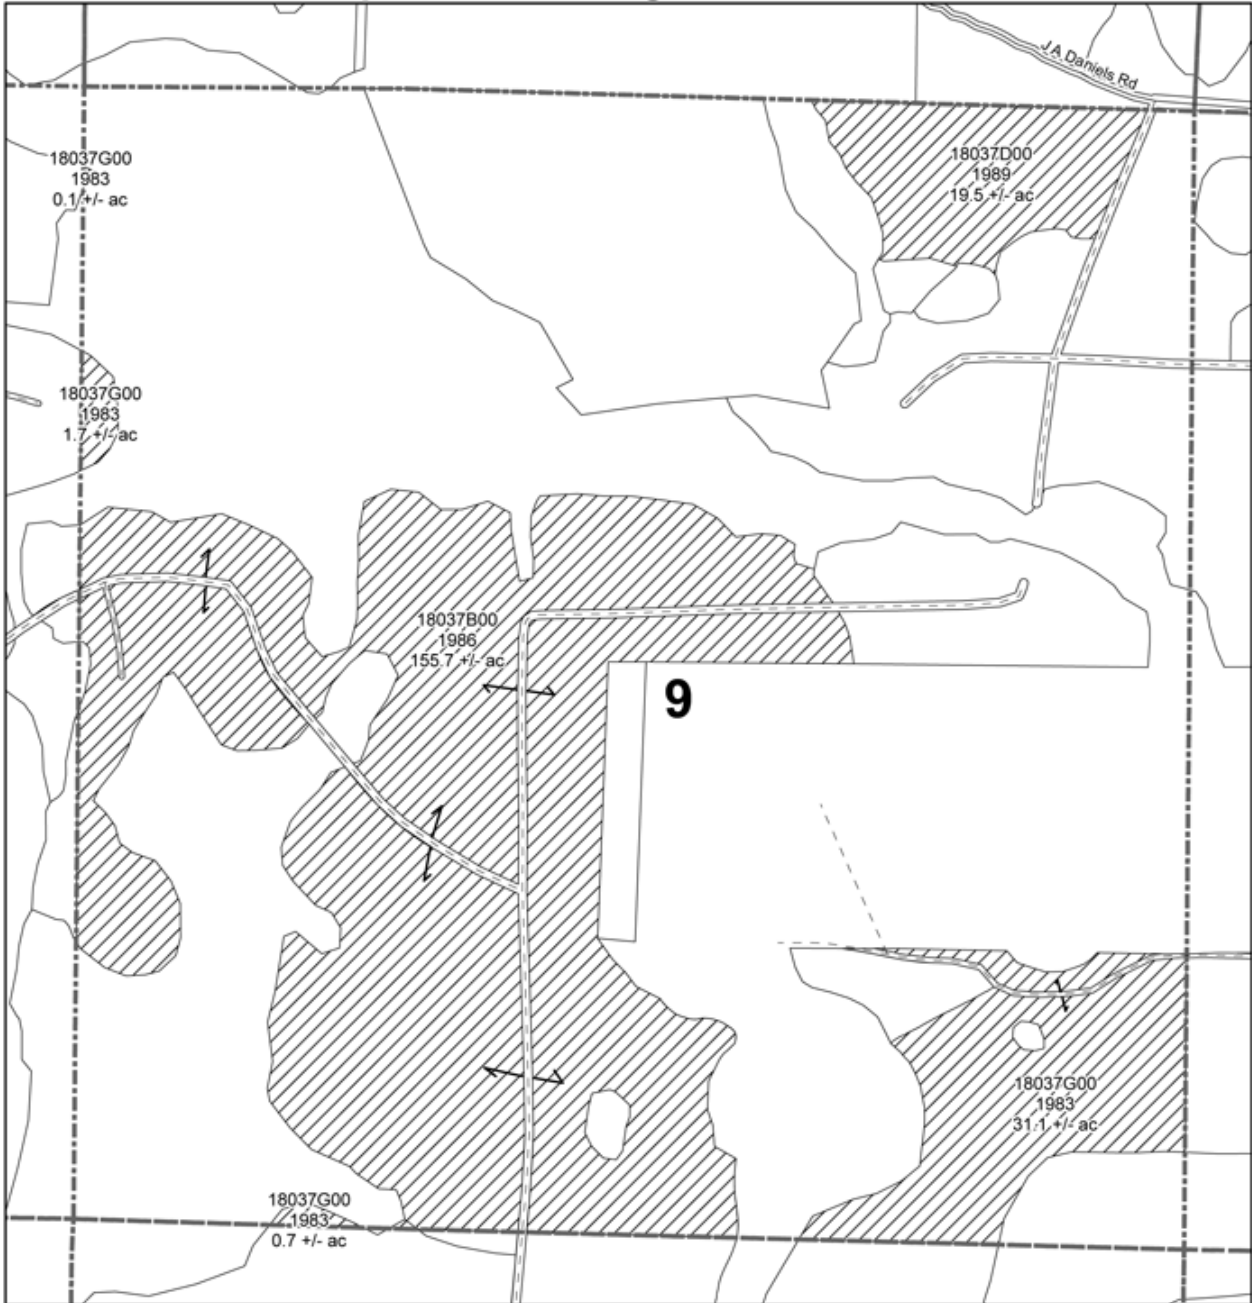 J A Daniels Rd
18037G00
1983
0.1 +/- ac
18037D00
1989
19.5 +/- ac
18037G00
1983
1.7 +/- ac
18037B00
1986
155.7 +/- ac
9
18037G00
1983
31.1 +/- ac
18037G00
1983
0.7 +/- ac